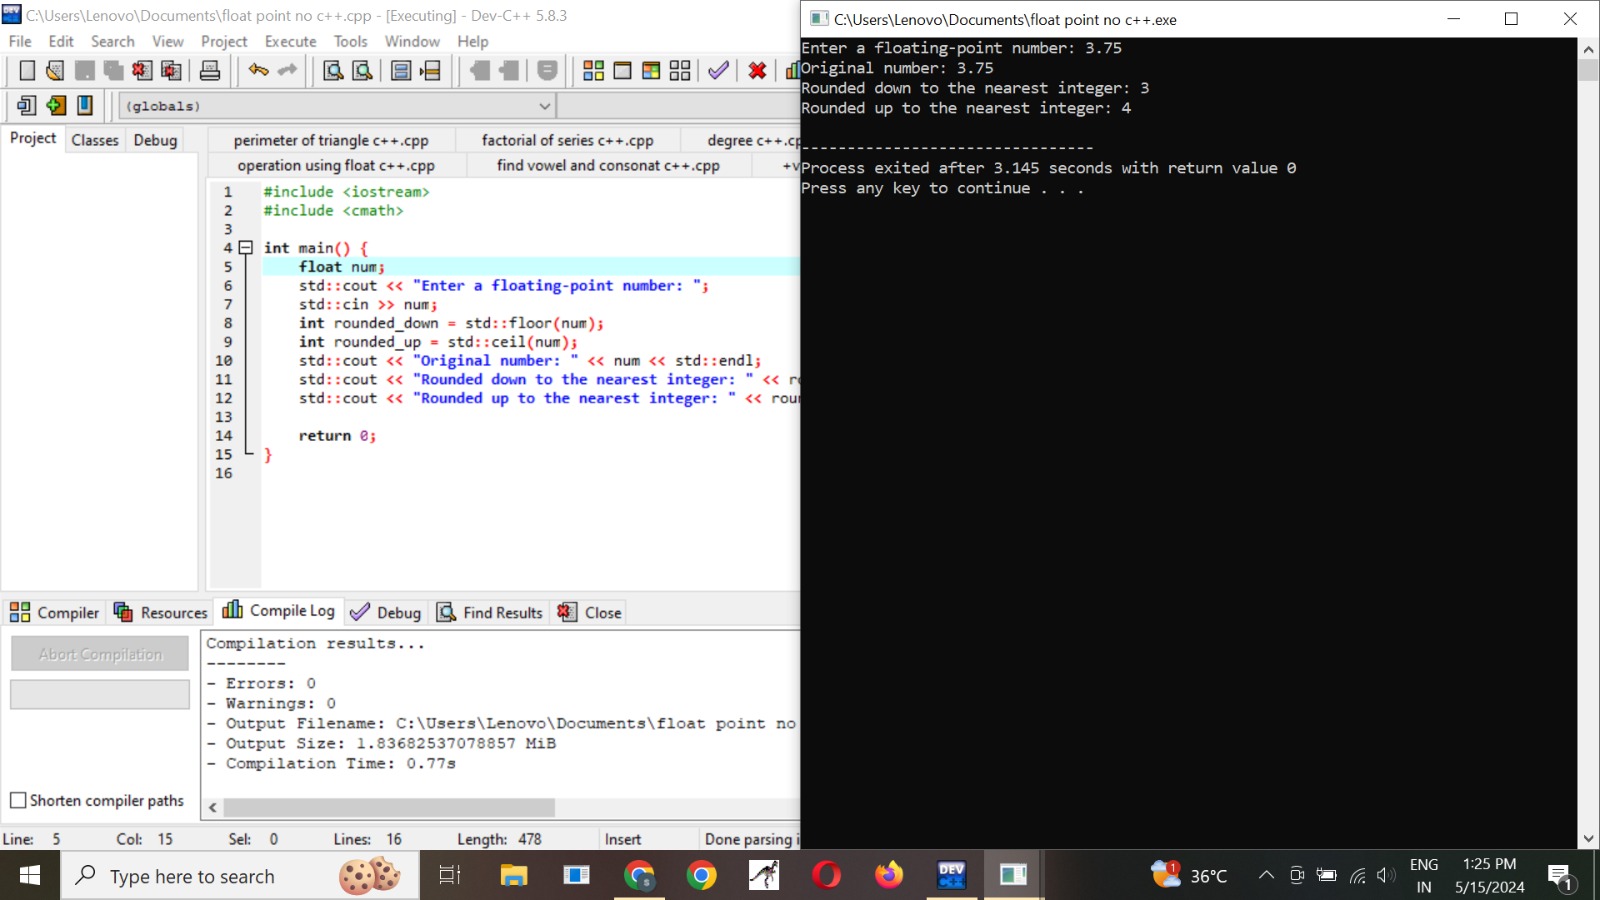 C:\Users\Lenovo\Documents\float point no c++.cpp - [Executing] - Dev-C++ 5.8.3
File Edit Search View Project Execute Tools Window Help
(globals)
Project Classes Debug
perimeter of triangle c++.cpp factorial of series c++.cpp degree c++.cp
operation using float c++.cpp find vowel and consonat c++.cpp +v
1 #include <iostream>
2 #include <cmath>
3
4 int main() {
5 float num;
6 std::cout << "Enter a floating-point number: ";
7 std::cin >> num;
8 int rounded_down = std::floor(num);
9 int rounded_up = std::ceil(num);
10 std::cout << "Original number: " << num << std::endl;
11 std::cout << "Rounded down to the nearest integer: " << ro
12 std::cout << "Rounded up to the nearest integer: " << roun
13
14 return 0;
15 }
16
Compiler Resources Compile Log Debug Find Results Close
Abort Compilation
Shorten compiler paths
Compilation results...
--------
- Errors: 0
- Warnings: 0
- Output Filename: C:\Users\Lenovo\Documents\float point no
- Output Size: 1.83682537078857 MiB
- Compilation Time: 0.77s
Line: 5 Col: 15 Sel: 0 Lines: 16 Length: 478 Insert Done parsing i
C:\Users\Lenovo\Documents\float point no c++.exe
Enter a floating-point number: 3.75
Original number: 3.75
Rounded down to the nearest integer: 3
Rounded up to the nearest integer: 4
--------------------------------
Process exited after 3.145 seconds with return value 0
Press any key to continue . . .
Type here to search
S
DEV C++
1
36°C
ENG
IN
1:25 PM
5/15/2024
1